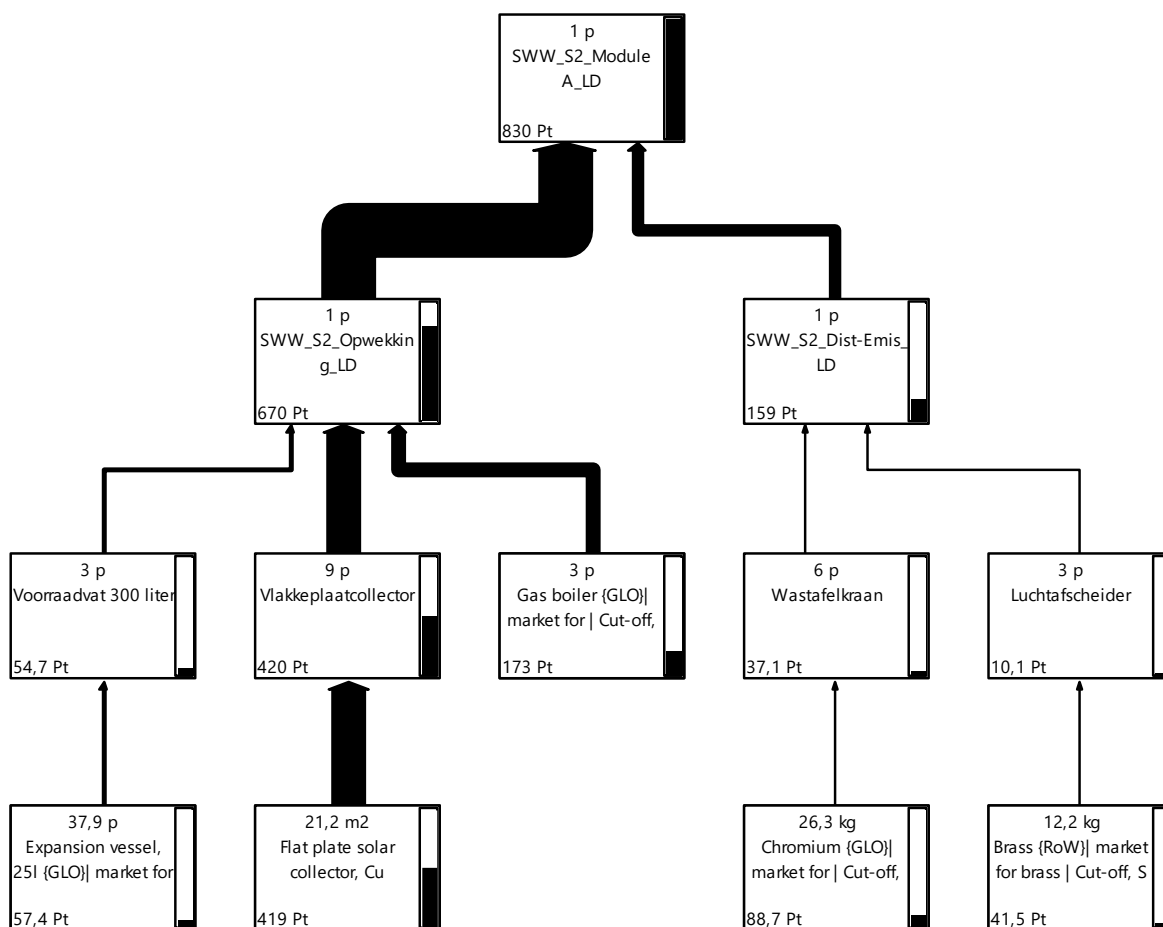 1 p
SWW_S2_Module
A_LD
830 Pt
1 p
SWW_S2_Opwekkin
g_LD
670 Pt
1 p
SWW_S2_Dist-Emis_
LD
159 Pt
3 p
Voorraadvat 300 liter
54,7 Pt
9 p
Vlakkeplaatcollector
420 Pt
3 p
Gas boiler {GLO}|
market for | Cut-off,
173 Pt
6 p
Wastafelkraan
37,1 Pt
3 p
Luchtafscheider
10,1 Pt
37,9 p
Expansion vessel,
25l {GLO}| market for
57,4 Pt
21,2 m2
Flat plate solar
collector, Cu
419 Pt
26,3 kg
Chromium {GLO}|
market for | Cut-off,
88,7 Pt
12,2 kg
Brass {RoW}| market
for brass | Cut-off, S
41,5 Pt